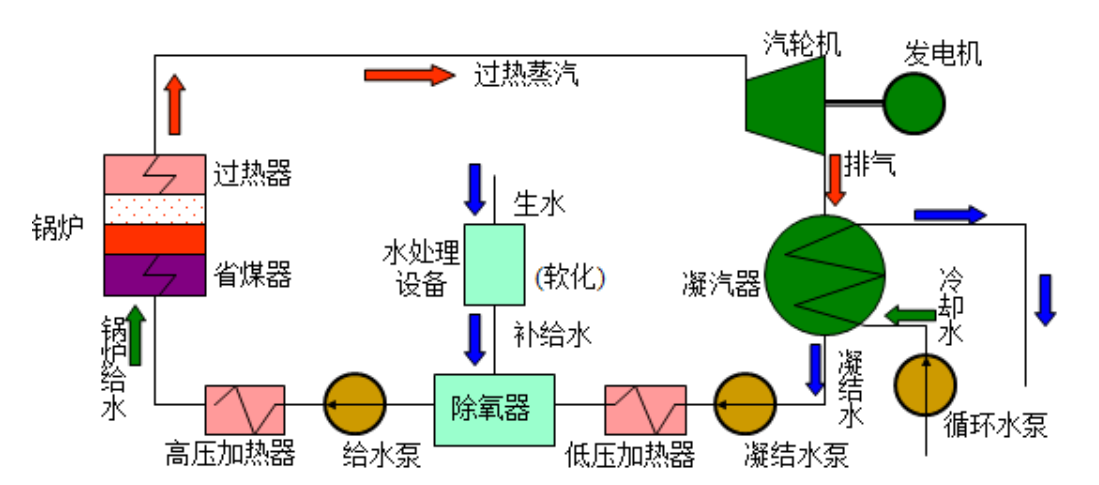 汽轮机
发电机
过热蒸汽
排气
过热器
生水
锅炉
水处理
设备
(软化)
凝汽器
省煤器
冷却水
补给水
锅炉给水
凝结水
除氧器
循环水泵
高压加热器
给水泵
低压加热器
凝结水泵